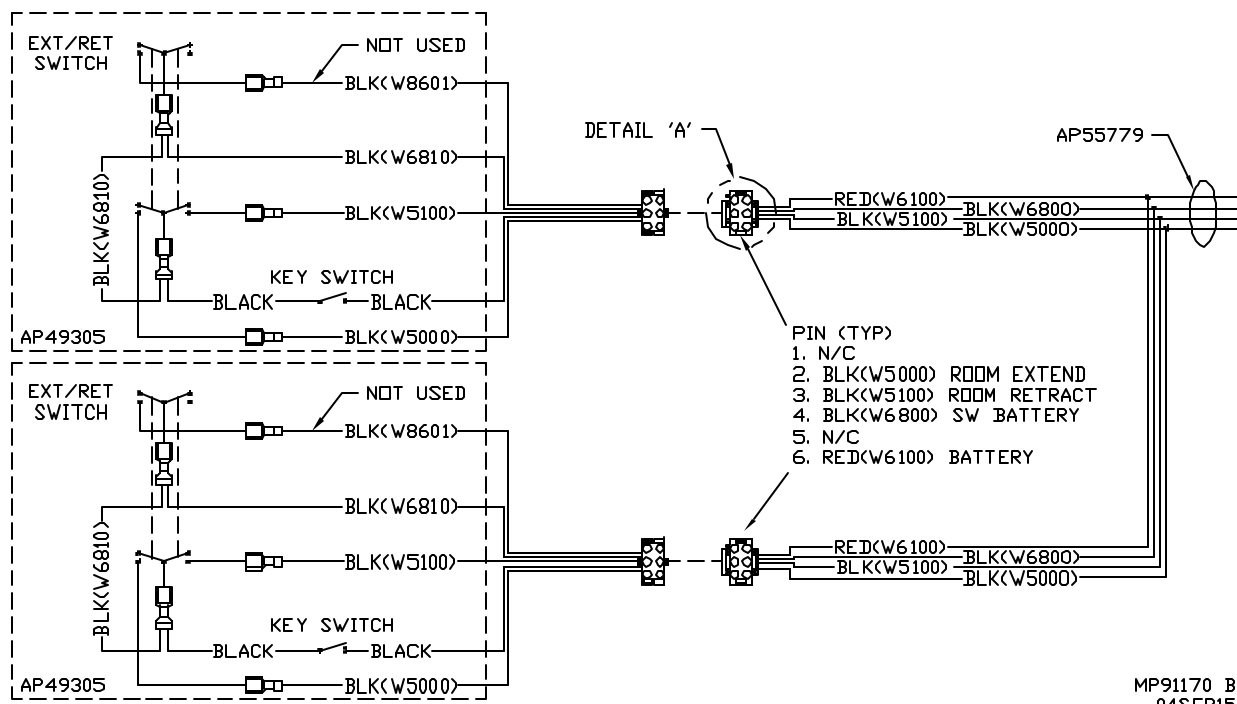 EXT/RET
SWITCH
NOT USED
BLK(W8601)
BLK(W6810)
BLK(W6810)
BLK(W5100)
KEY SWITCH
BLACK
BLACK
BLK(W5000)
AP49305
DETAIL 'A'
AP55779
RED(W6100)
BLK(W6800)
BLK(W5100)
BLK(W5000)
PIN (TYP)
1. N/C
2. BLK(W5000) ROOM EXTEND
3. BLK(W5100) ROOM RETRACT
4. BLK(W6800) SW BATTERY
5. N/C
6. RED(W6100) BATTERY
EXT/RET
SWITCH
NOT USED
BLK(W8601)
BLK(W6810)
BLK(W6810)
BLK(W5100)
KEY SWITCH
BLACK
BLACK
BLK(W5000)
AP49305
RED(W6100)
BLK(W6800)
BLK(W5100)
BLK(W5000)
MP91170 B
04SEP15